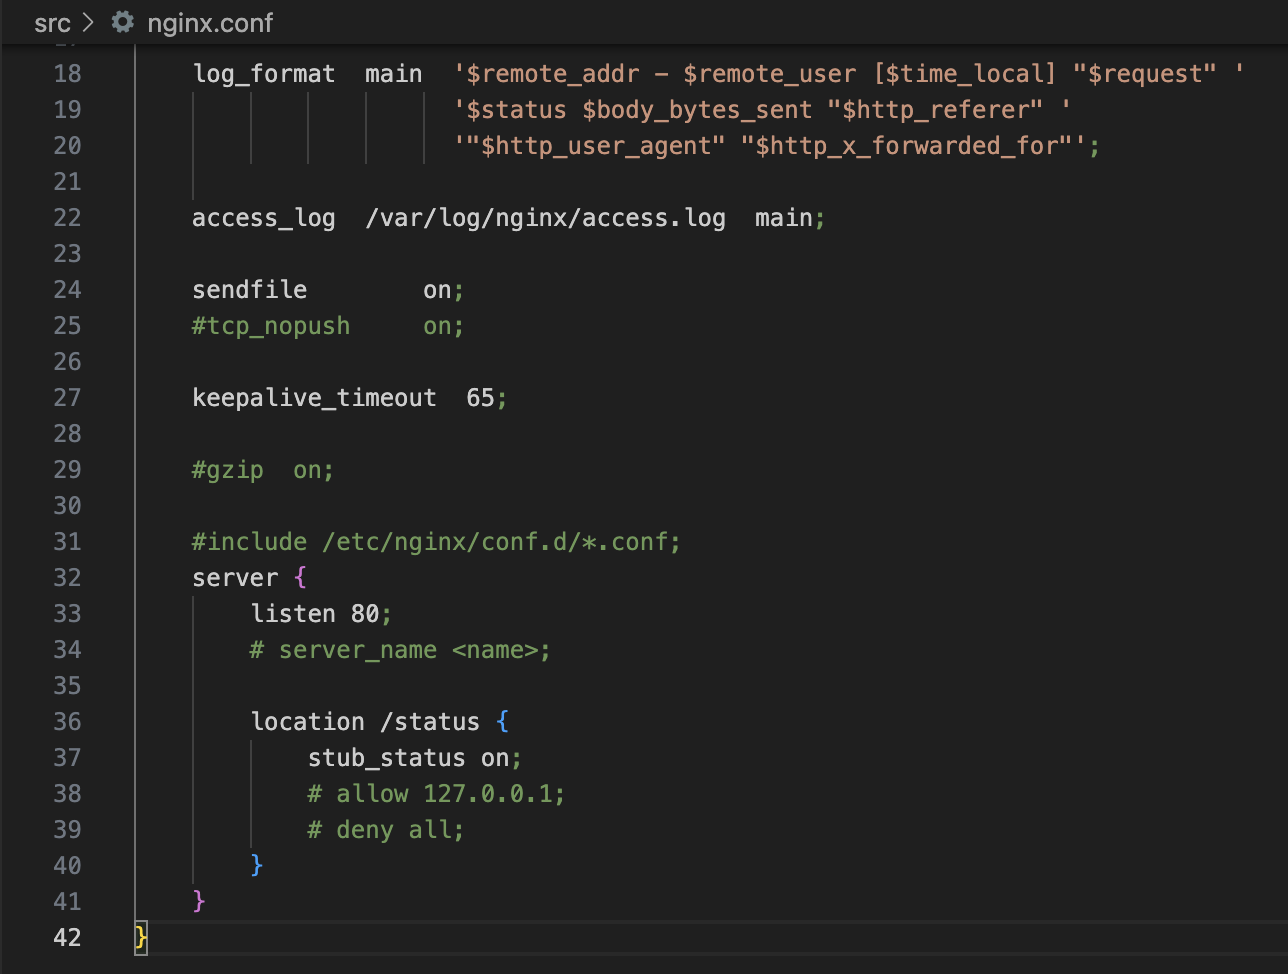 src > nginx.conf
18 log_format  main  '$remote_addr - $remote_user [$time_local] "$request" '
19 '$status $body_bytes_sent "$http_referer" '
20 '"$http_user_agent" "$http_x_forwarded_for"';
21
22 access_log  /var/log/nginx/access.log  main;
23
24 sendfile        on;
25 #tcp_nopush     on;
26
27 keepalive_timeout  65;
28
29 #gzip  on;
30
31 #include /etc/nginx/conf.d/*.conf;
32 server {
33 listen 80;
34 # server_name <name>;
35
36 location /status {
37 stub_status on;
38 # allow 127.0.0.1;
39 # deny all;
40 }
41 }
42 }